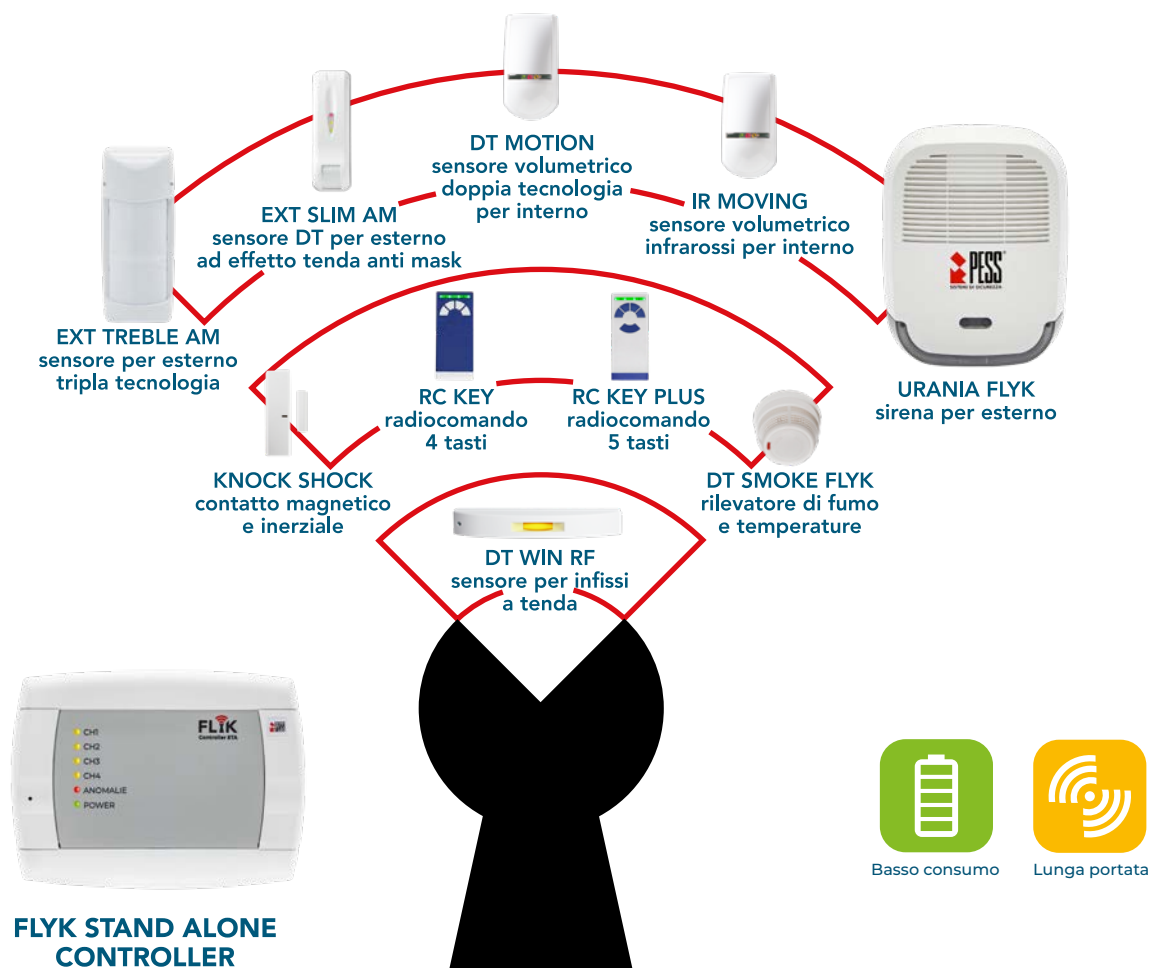 DT MOTION
sensore volumetrico
doppia tecnologia
per interno
IR MOVING
sensore volumetrico
infrarossi per interno
EXT SLIM AM
sensore DT per esterno
ad effetto tenda anti mask
EXT TREBLE AM
sensore per esterno
tripla tecnologia
PESS
SISTEMI DI SICUREZZA
URANIA FLYK
sirena per esterno
RC KEY
radiocomando
4 tasti
RC KEY PLUS
radiocomando
5 tasti
KNOCK SHOCK
contatto magnetico
e inerziale
DT SMOKE FLYK
rilevatore di fumo
e temperature
DT WIN RF
sensore per infissi
a tenda
FLiK
Controller STA
CH1
CH2
CH3
CH4
ANOMALIE
POWER
FLYK STAND ALONE
CONTROLLER
Basso consumo
Lunga portata